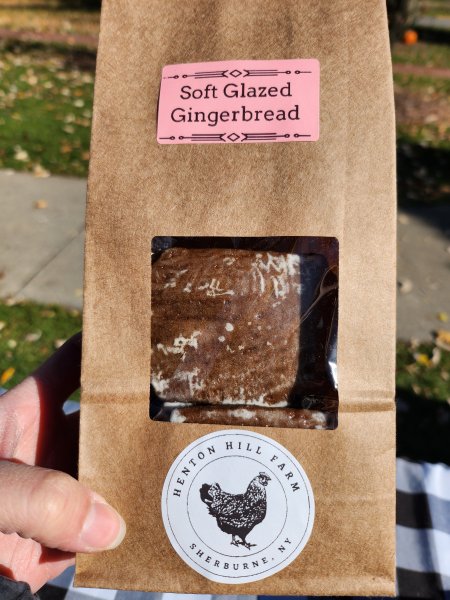 Soft Glazed
Gingerbread
HENTON HILL FARM
SHERBURNE, NY